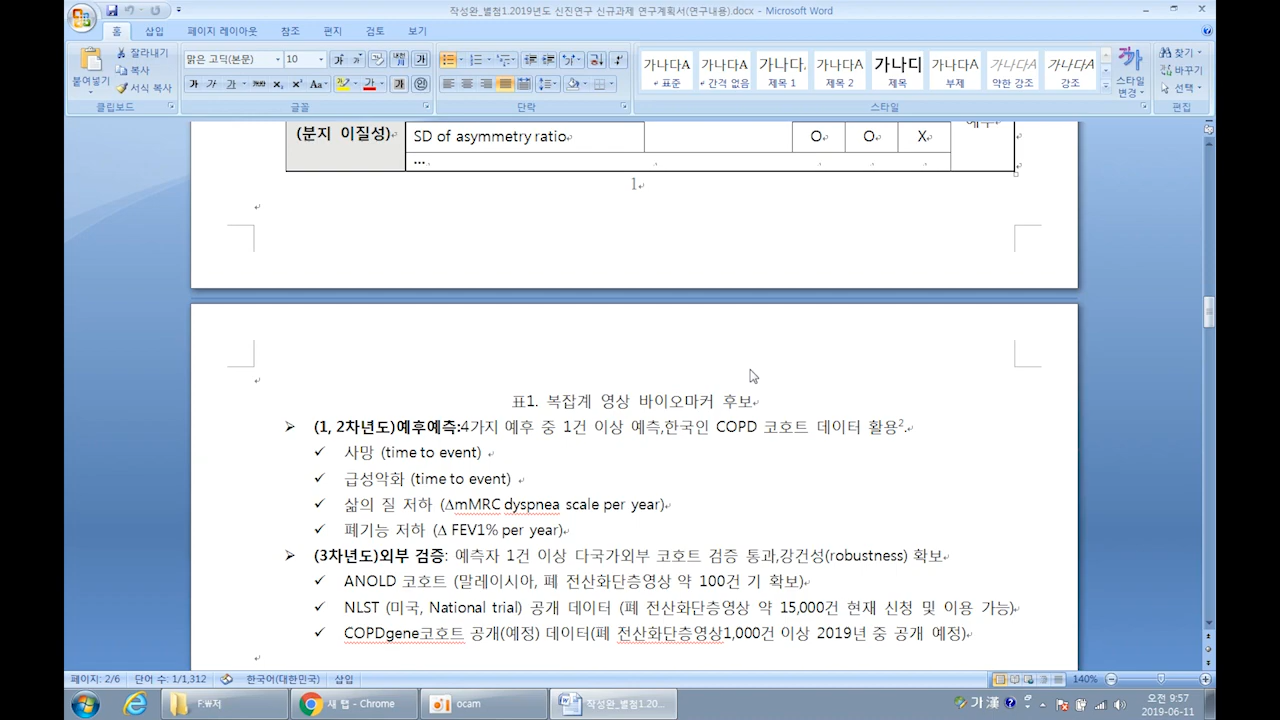 작성완_별첨1.2019년도 신진연구 신규과제 연구계획서(연구내용).docx - Microsoft Word
홈 삽입 페이지 레이아웃 참조 편지 검토 보기
붙여넣기
잘라내기
복사
서식 복사
클립보드
맑은 고딕(본문) 10
글꼴
단락
가나다A 가나다A 가나다. 가나다A 가나디 가나다A 가나다A 가나다A
표준 간격 없음 제목 1 제목 2 제목 부제 약한 강조 강조
스타일 변경
스타일
찾기
바꾸기
선택
편집
(분지 이질성) SD of asymmetry ratio O O X
...
1
표1. 복잡계 영상 바이오마커 후보
(1, 2차년도)예후예측:4가지 예후 중 1건 이상 예측,한국인 COPD 코호트 데이터 활용2.
사망 (time to event)
급성악화 (time to event)
삶의 질 저하 (ΔmMRC dyspnea scale per year)
폐기능 저하 (Δ FEV1% per year)
(3차년도)외부 검증: 예측자 1건 이상 다국가외부 코호트 검증 통과,강건성(robustness) 확보
ANOLD 코호트 (말레이시아, 폐 전산화단층영상 약 100건 기 확보)
NLST (미국, National trial) 공개 데이터 (폐 전산화단층영상 약 15,000건 현재 신청 및 이용 가능)
COPDgene코호트 공개(예정) 데이터(폐 전산화단층영상1,000건 이상 2019년 중 공개 예정)
페이지: 2/6 단어 수: 1/1,312 한국어(대한민국) 삽입 140%
F:₩저 새 탭 - Chrome ocam 작성완_별첨1.20... 가 漢 오전 9:57
2019-06-11